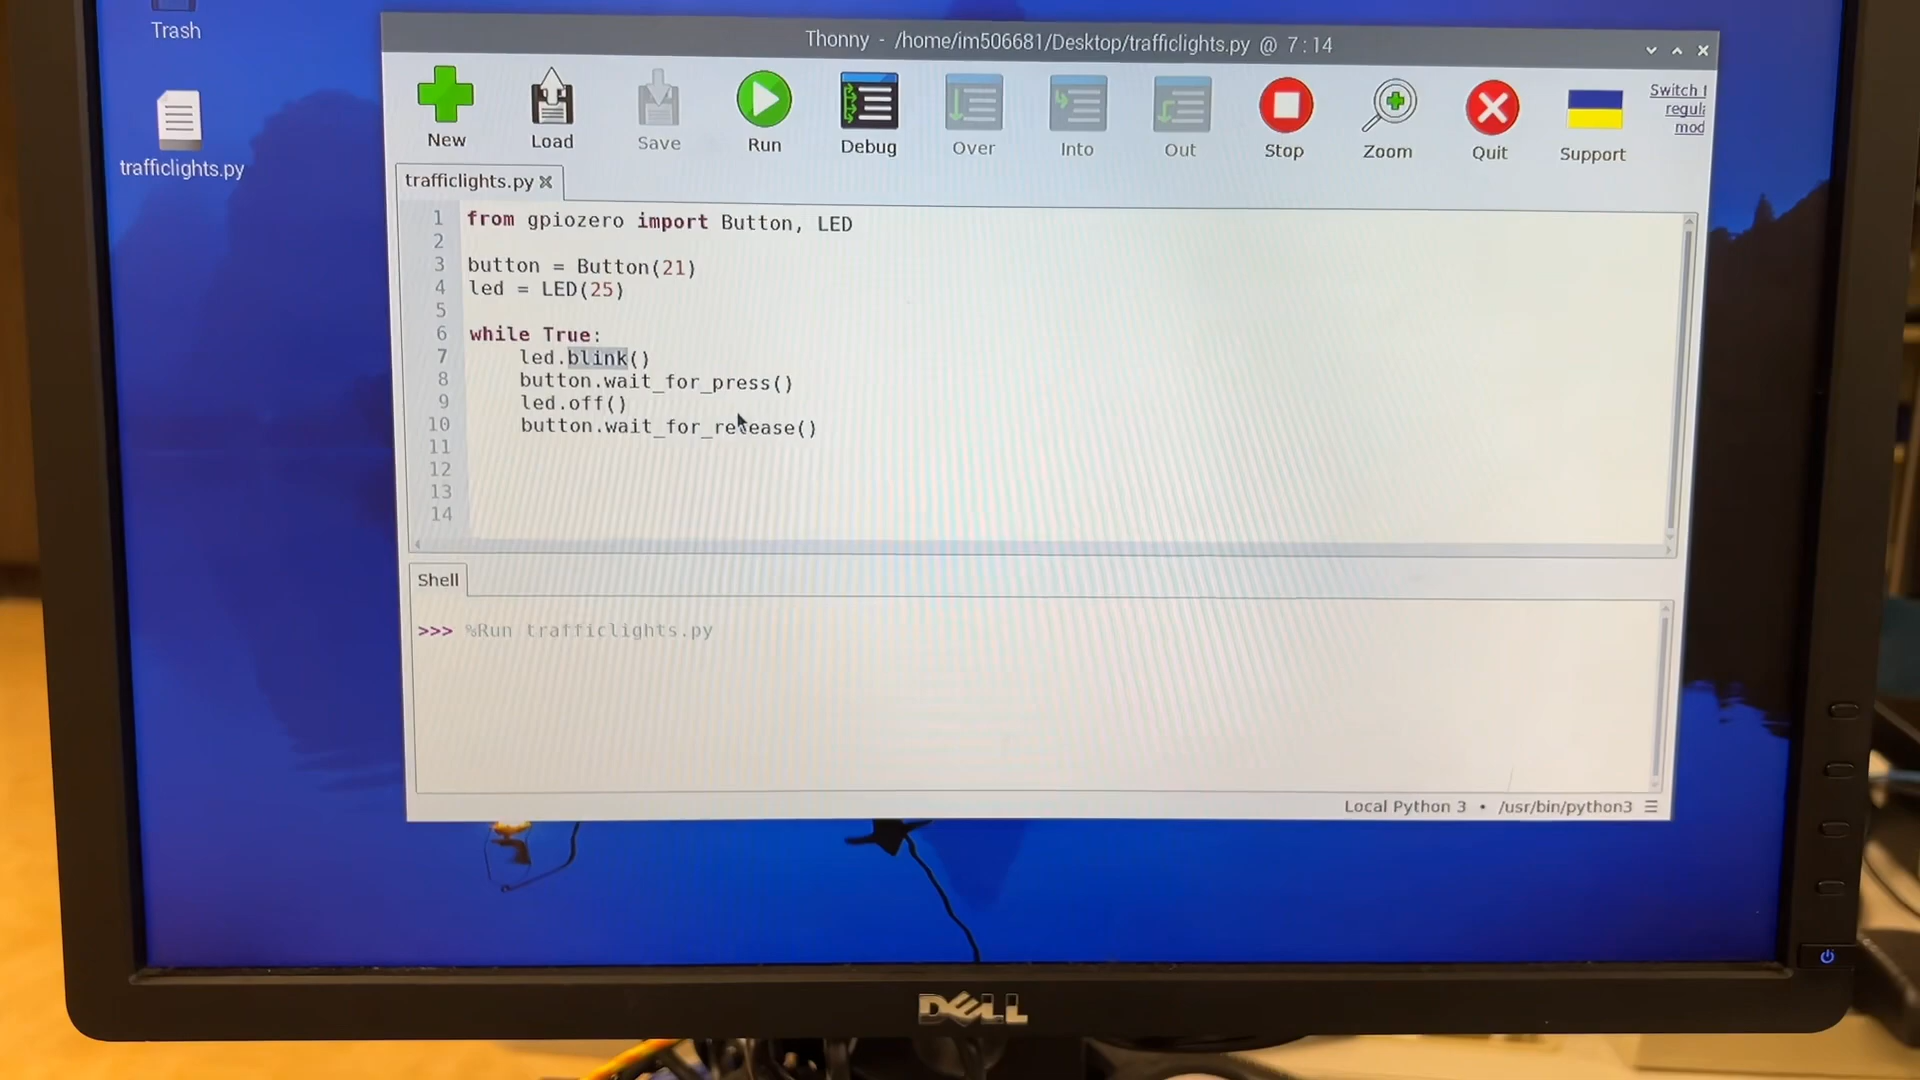 Trash
trafficlights.py
Thonny - /home/im506681/Desktop/trafficlights.py @ 7:14
New
Load
Save
Run
Debug
Over
Into
Out
Stop
Zoom
Quit
Support
Switch
mod
trafficlights.py
1 from gpiozero import Button, LED
2
3 button = Button(21)
4 led = LED(25)
5
6 while True:
7 led.blink()
8 button.wait_for_press()
9 led.off()
10 button.wait_for_release()
11
12
13
14
Shell
>>> %Run trafficlights.py
Local Python 3 • /usr/bin/python3 ☰
DELL